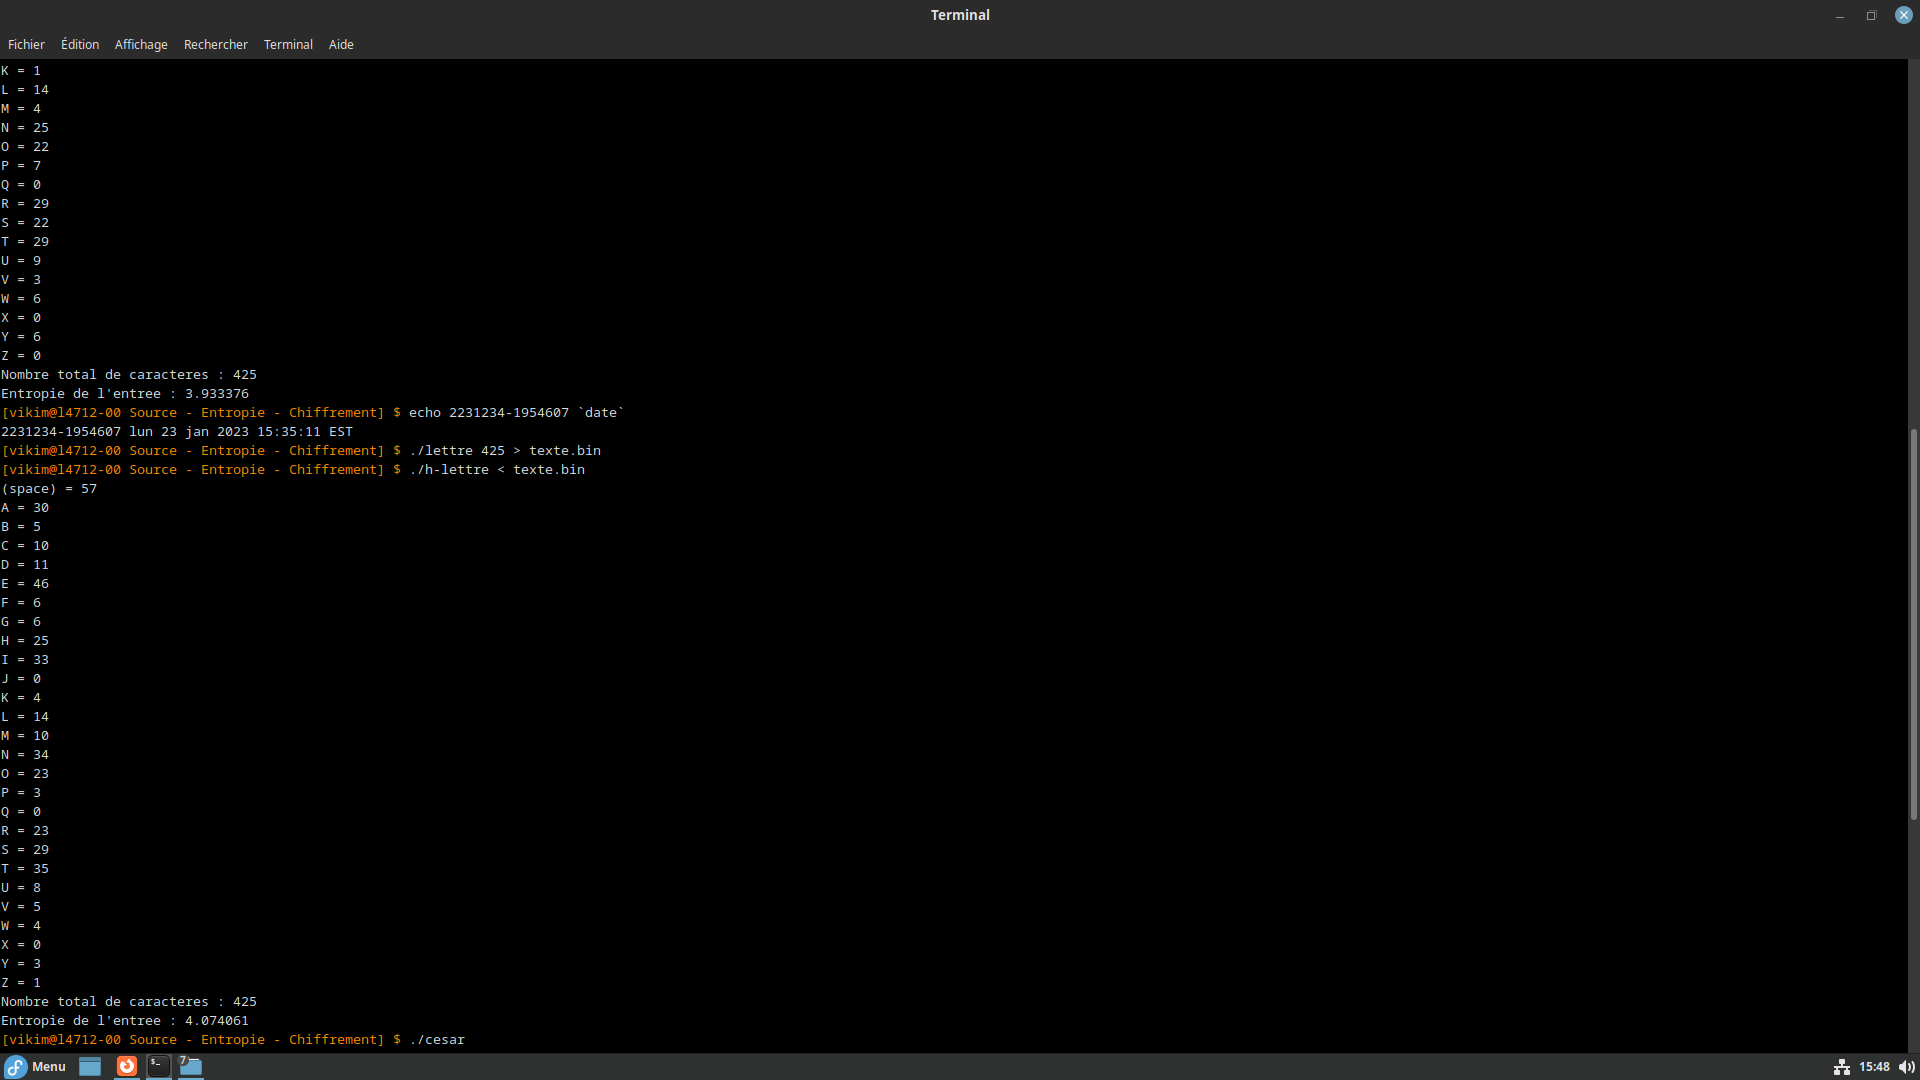 Terminal
Fichier Édition Affichage Rechercher Terminal Aide
K = 1
L = 14
M = 4
N = 25
O = 22
P = 7
Q = 0
R = 29
S = 22
T = 29
U = 9
V = 3
W = 6
X = 0
Y = 6
Z = 0
Nombre total de caracteres : 425
Entropie de l'entree : 3.933376
[vikim@l4712-00 Source - Entropie - Chiffrement] $ echo 2231234-1954607 `date`
2231234-1954607 lun 23 jan 2023 15:35:11 EST
[vikim@l4712-00 Source - Entropie - Chiffrement] $ ./lettre 425 > texte.bin
[vikim@l4712-00 Source - Entropie - Chiffrement] $ ./h-lettre < texte.bin
(space) = 57
A = 30
B = 5
C = 10
D = 11
E = 46
F = 6
G = 6
H = 25
I = 33
J = 0
K = 4
L = 14
M = 10
N = 34
O = 23
P = 3
Q = 0
R = 23
S = 29
T = 35
U = 8
V = 5
W = 4
X = 0
Y = 3
Z = 1
Nombre total de caracteres : 425
Entropie de l'entree : 4.074061
[vikim@l4712-00 Source - Entropie - Chiffrement] $ ./cesar
Menu $_ 7 15:48